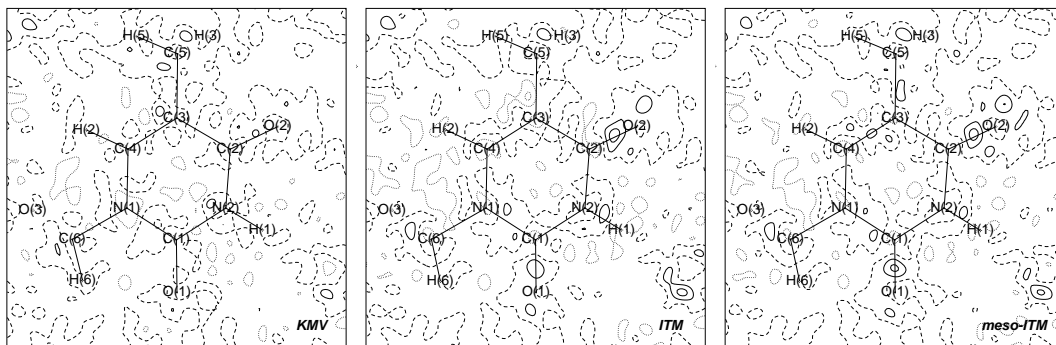 H(5) H(3)
C(5)
C(3)
H(2) O(2)
C(4) C(2)
O(3) N(1) N(2)
H(1)
C(6) C(1)
H(6)
O(1)
KMV
H(5) H(3)
C(5)
C(3)
H(2) O(2)
C(4) C(2)
O(3) N(1) N(2)
H(1)
C(6) C(1)
H(6)
O(1)
ITM
H(5) H(3)
C(5)
C(3)
H(2) O(2)
C(4) C(2)
O(3) N(1) N(2)
H(1)
C(6) C(1)
H(6)
O(1)
meso-ITM